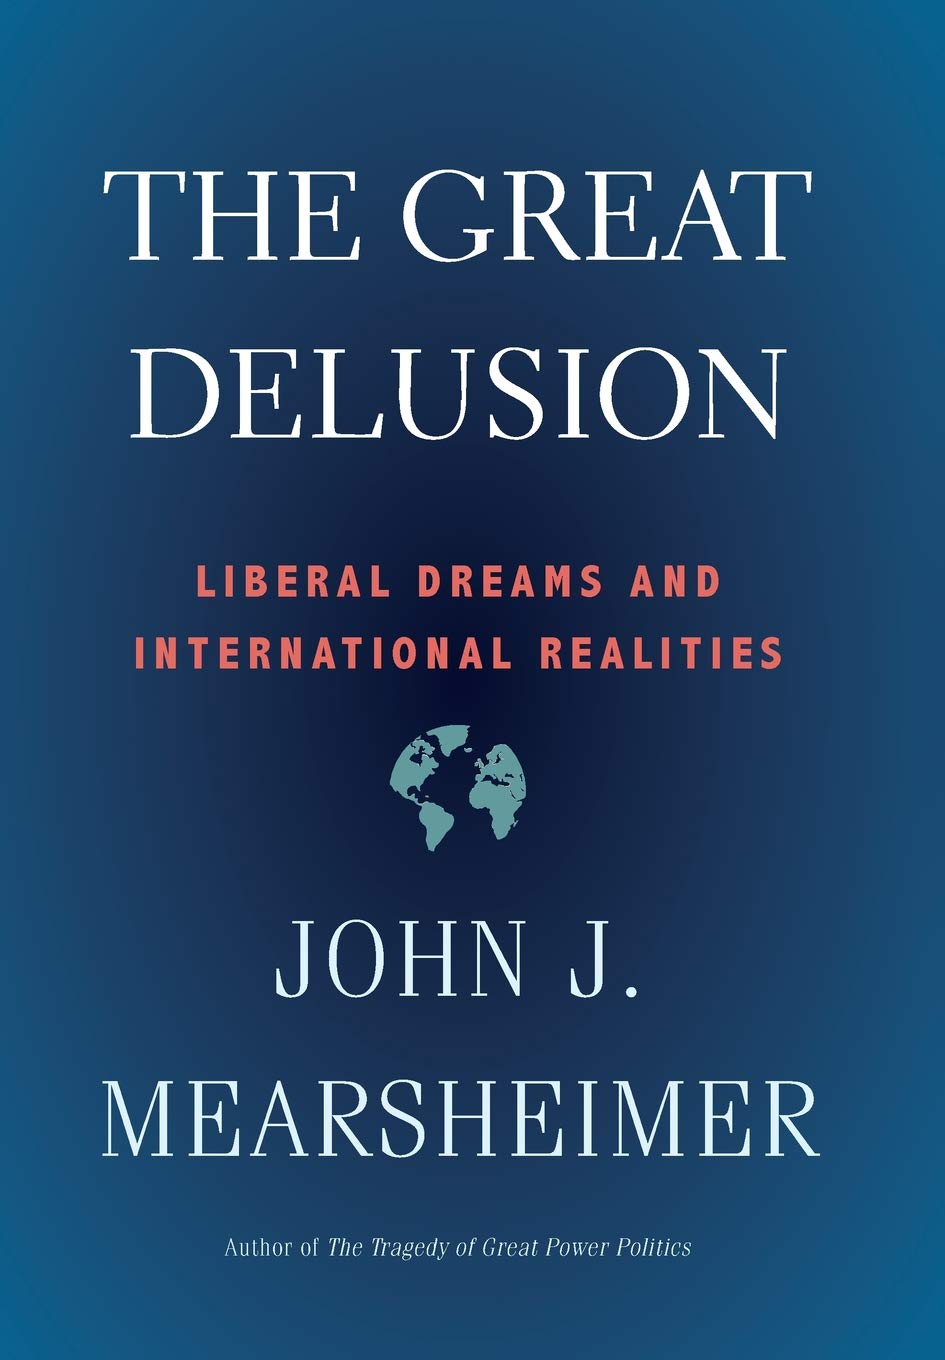 THE GREAT
DELUSION
LIBERAL DREAMS AND
INTERNATIONAL REALITIES
JOHN J.
MEARSHEIMER
Author of The Tragedy of Great Power Politics